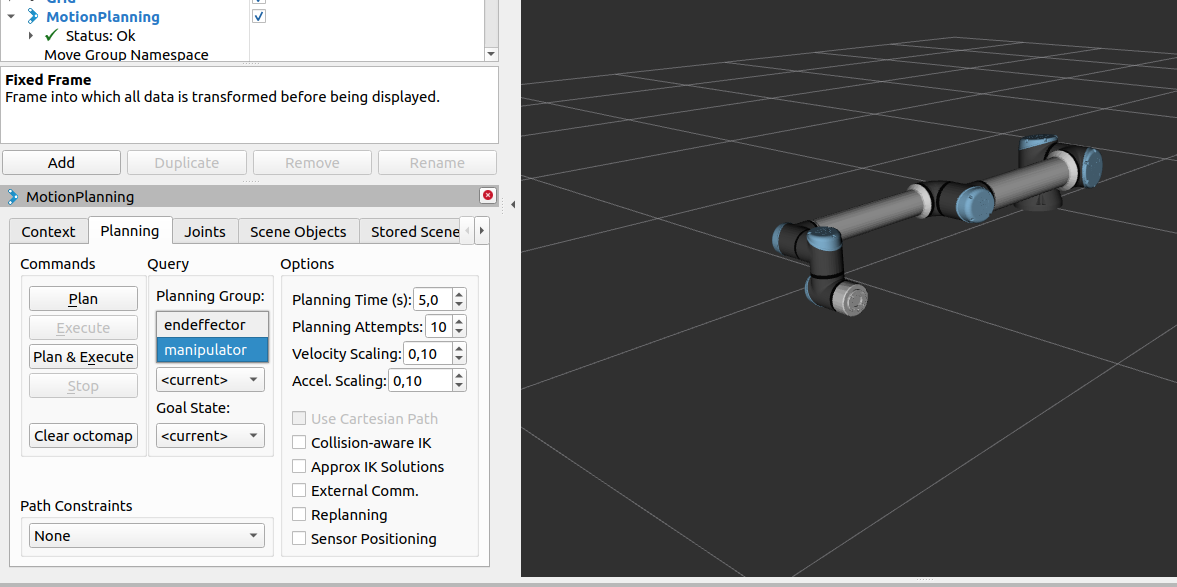 Grid
MotionPlanning
Status: Ok
Move Group Namespace
Fixed Frame
Frame into which all data is transformed before being displayed.
Add Duplicate Remove Rename
MotionPlanning
Context Planning Joints Scene Objects Stored Scene
Commands Query Options
Planning Group:
Plan
Planning Time (s): 5,0
endeffector
Execute
Planning Attempts: 10
manipulator
Plan & Execute
Velocity Scaling: 0,10
<current>
Stop
Accel. Scaling: 0,10
Goal State:
Use Cartesian Path
Clear octomap
<current>
Collision-aware IK
Approx IK Solutions
External Comm.
Path Constraints
Replanning
None
Sensor Positioning